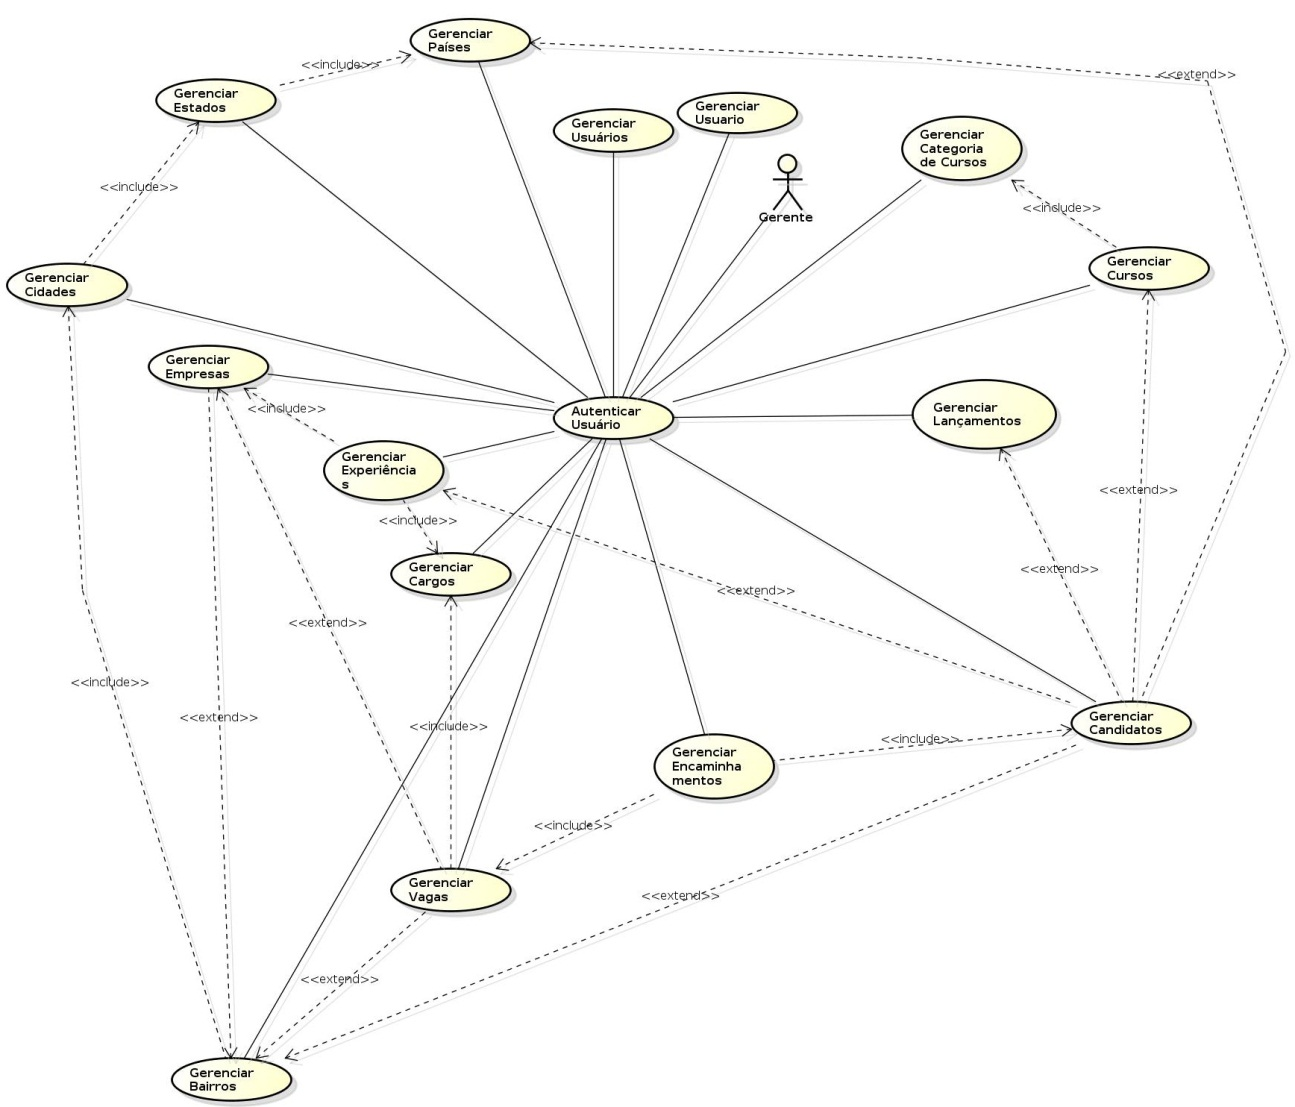 Gerenciar
Países
<<include>>
<<extend>>
Gerenciar
Estados
Gerenciar
Usuários
Gerenciar
Usuario
Gerenciar
Categoria
de Cursos
<<include>>
<<include>>
Gerente
Gerenciar
Cidades
Gerenciar
Cursos
Gerenciar
Empresas
<<include>>
Autenticar
Usuário
Gerenciar
Lançamentos
Gerenciar
Experiência
s
<<extend>>
<<include>>
Gerenciar
Cargos
<<extend>>
<<extend>>
<<extend>>
<<include>>
<<extend>>
<<include>>
Gerenciar
Candidatos
<<include>>
Gerenciar
Encaminha
mentos
<<include>>
Gerenciar
Vagas
<<extend>>
<<extend>>
Gerenciar
Bairros